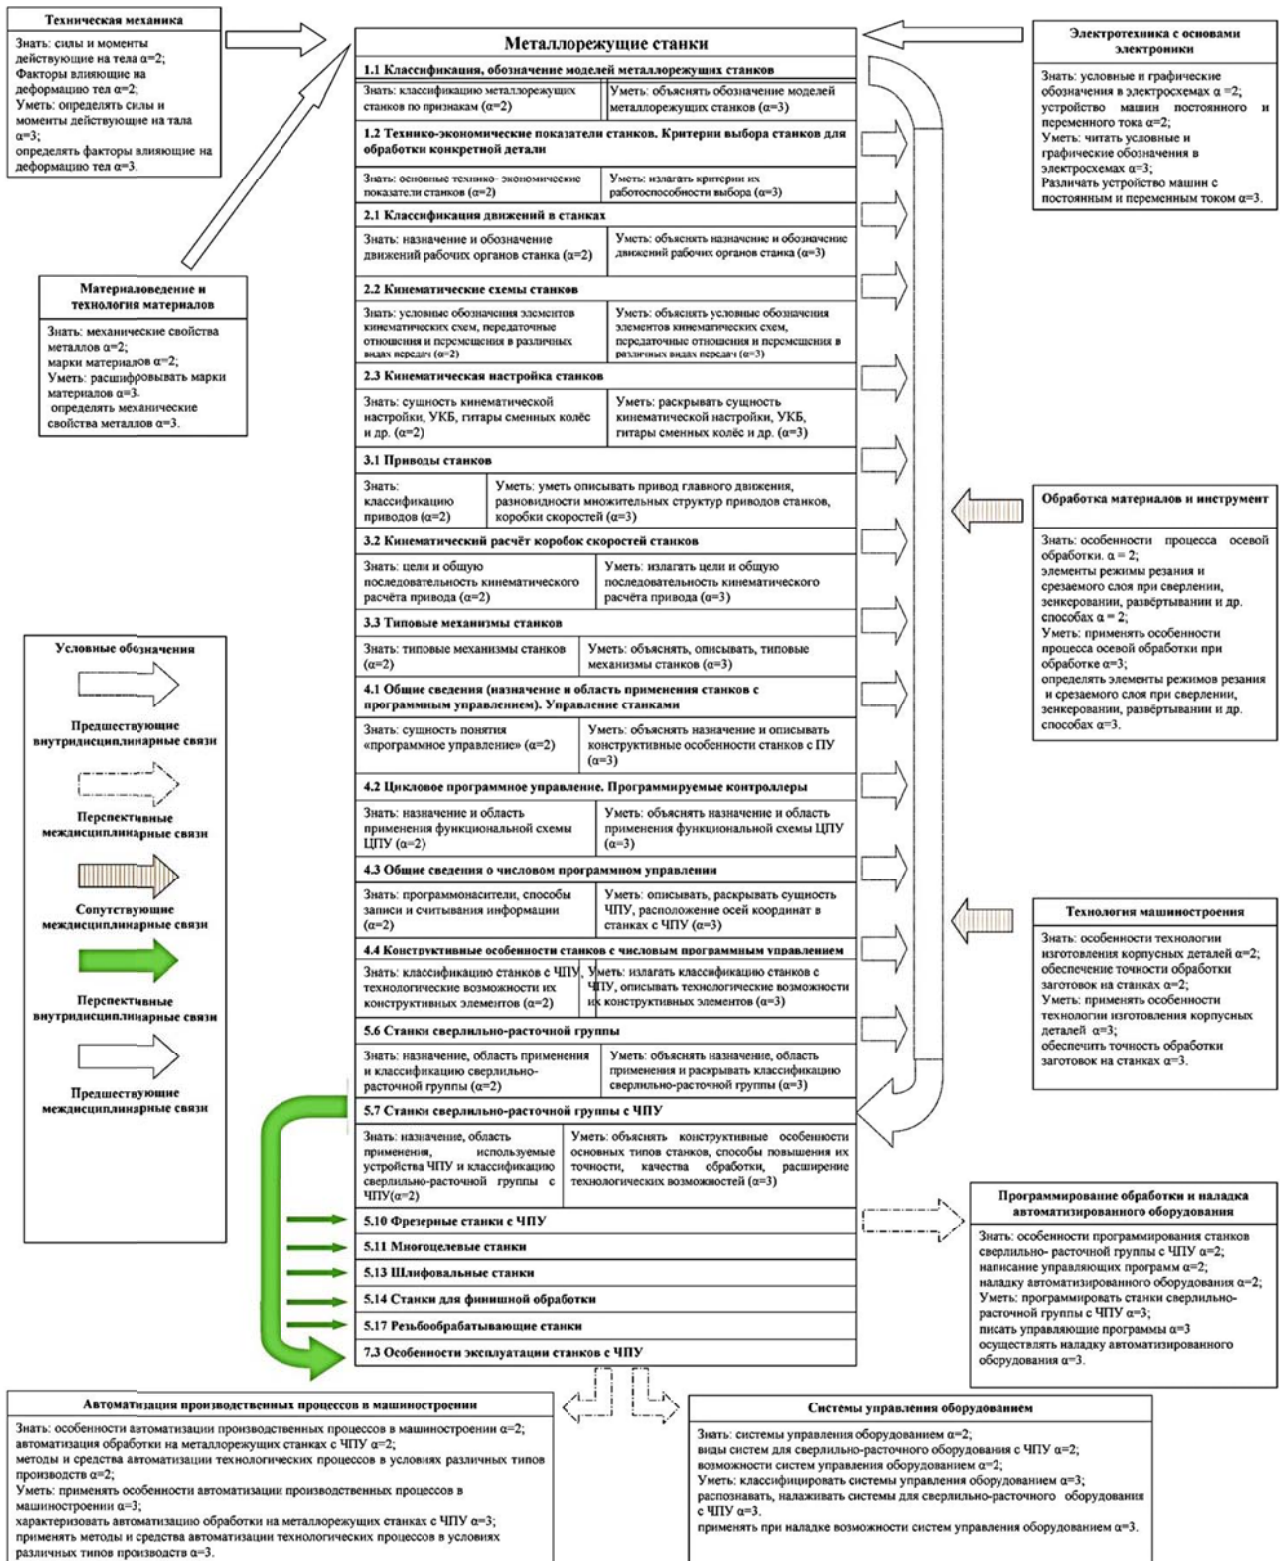 Техническая механика
Знать: силы и моменты
действующие на тела α=2;
Факторы влияющие на
деформацию тел α=2;
Уметь: определять силы и
моменты действующие на тала
α=3;
определять факторы влияющие на
деформацию тел α=3.
Материаловедение и
технология материалов
Знать: механические свойства
металлов α=2;
марки материалов α=2;
Уметь: расшифровывать марки
материалов α=3.
определять механические
свойства металлов α=3.
Условные обозначения
Предшествующие
внутридисциплинарные связи
Перспективные
междисциплинарные связи
Сопутствующие
междисциплинарные связи
Перспективные
внутридисциплинарные связи
Предшествующие
междисциплинарные связи
Металлорежущие станки
1.1 Классификация, обозначение моделей металлорежущих станков
Знать: классификацию металлорежущих
станков по признакам (α=2)
Уметь: объяснять обозначение моделей
металлорежущих станков (α=3)
1.2 Технико-экономические показатели станков. Критерии выбора станков для
обработки конкретной детали
Знать: основные технико- экономические
показатели станков (α=2)
Уметь: излагать критерии их
работоспособности выбора (α=3)
2.1 Классификация движений в станках
Знать: назначение и обозначение
движений рабочих органов станка (α=2)
Уметь: объяснять назначение и обозначение
движений рабочих органов станка (α=3)
2.2 Кинематические схемы станков
Знать: условные обозначения элементов
кинематических схем, передаточные
отношения и перемещения в различных
видах передач (α=2)
Уметь: объяснять условные обозначения
элементов кинематических схем,
передаточные отношения и перемещения в
различных видах передач (α=3)
2.3 Кинематическая настройка станков
Знать: сущность кинематической
настройки, УКБ, гитары сменных колёс
и др. (α=2)
Уметь: раскрывать сущность
кинематической настройки, УКБ,
гитары сменных колёс и др. (α=3)
3.1 Приводы станков
Знать:
классификацию
приводов (α=2)
Уметь: уметь описывать привод главного движения,
разновидности множительных структур приводов станков,
коробки скоростей (α=3)
3.2 Кинематический расчёт коробок скоростей станков
Знать: цели и общую
последовательность кинематического
расчёта привода (α=2)
Уметь: излагать цели и общую
последовательность кинематического
расчёта привода (α=3)
3.3 Типовые механизмы станков
Знать: типовые механизмы станков
(α=2)
Уметь: объяснять, описывать, типовые
механизмы станков (α=3)
4.1 Общие сведения (назначение и область применения станков с
программным управлением). Управление станками
Знать: сущность понятия
«программное управление» (α=2)
Уметь: объяснять назначение и описывать
конструктивные особенности станков с ПУ
(α=3)
4.2 Цикловое программное управление. Программируемые контроллеры
Знать: назначение и область
применения функциональной схемы
ЦПУ (α=2)
Уметь: объяснять назначение и область
применения функциональной схемы ЦПУ
(α=3)
4.3 Общие сведения о числовом программном управлении
Знать: программонасители, способы
записи и считывания информации
(α=2)
Уметь: описывать, раскрывать сущность
ЧПУ, расположение осей координат в
станках с ЧПУ (α=3)
4.4 Конструктивные особенности станков с числовым программным управлением
Знать: классификацию станков с ЧПУ,
технологические возможности их
конструктивных элементов (α=2)
Уметь: излагать классификацию станков с
ЧПУ, описывать технологические возможности
их конструктивных элементов (α=3)
5.6 Станки сверлильно-расточной группы
Знать: назначение, область применения
и классификацию сверлильно-
расточной группы (α=2)
Уметь: объяснять назначение, область
применения и раскрывать классификацию
сверлильно-расточной группы (α=3)
5.7 Станки сверлильно-расточной группы с ЧПУ
Знать: назначение, область
применения, используемые
устройства ЧПУ и классификацию
сверлильно-расточной группы с
ЧПУ(α=2)
Уметь: объяснять конструктивные особенности
основных типов станков, способы повышения их
точности, качества обработки, расширение
технологических возможностей (α=3)
5.10 Фрезерные станки с ЧПУ
5.11 Многоцелевые станки
5.13 Шлифовальные станки
5.14 Станки для финишной обработки
5.17 Резьбообрабатывающие станки
7.3 Особенности эксплуатации станков с ЧПУ
Электротехника с основами
электроники
Знать: условные и графические
обозначения в электросхемах α =2;
устройство машин постоянного и
переменного тока α=2;
Уметь: читать условные и
графические обозначения в
электросхемах α=3;
Различать устройство машин с
постоянным и переменным током α=3.
Обработка материалов и инструмент
Знать: особенности процесса осевой
обработки. α = 2;
элементы режимы резания и
срезаемого слоя при сверлении,
зенкеровании, развёртывании и др.
способах α = 2;
Уметь: применять особенности
процесса осевой обработки при
обработке α=3;
определять элементы режимов резания
и срезаемого слоя при сверлении,
зенкеровании, развёртывании и др.
способах α=3.
Технология машиностроения
Знать: особенности технологии
изготовления корпусных деталей α=2;
обеспечение точности обработки
заготовок на станках α=2;
Уметь: применять особенности
технологии изготовления корпусных
деталей α=3;
обеспечить точность обработки
заготовок на станках α=3.
Программирование обработки и наладка
автоматизированного оборудования
Знать: особенности программирования станков
сверлильно- расточной группы с ЧПУ α=2;
написание управляющих программ α=2;
наладку автоматизированного оборудования α=2;
Уметь: программировать станки сверлильно-
расточной группы с ЧПУ α=3;
писать управляющие программы α=3
осуществлять наладку автоматизированного
оборудования α=3.
Автоматизация производственных процессов в машиностроении
Знать: особенности автоматизации производственных процессов в машиностроении α=2;
автоматизация обработки на металлорежущих станках с ЧПУ α=2;
методы и средства автоматизации технологических процессов в условиях различных типов
производств α=2;
Уметь: применять особенности автоматизации производственных процессов в
машиностроении α=3;
характеризовать автоматизацию обработки на металлорежущих станках с ЧПУ α=3;
применять методы и средства автоматизации технологических процессов в условиях
различных типов производств α=3.
Системы управления оборудованием
Знать: системы управления оборудованием α=2;
виды систем для сверлильно-расточного оборудования с ЧПУ α=2;
возможности систем управления оборудованием α=2;
Уметь: классифицировать системы управления оборудованием α=3;
распознавать, налаживать системы для сверлильно-расточного оборудования
с ЧПУ α=3.
применять при наладке возможности систем управления оборудованием α=3.